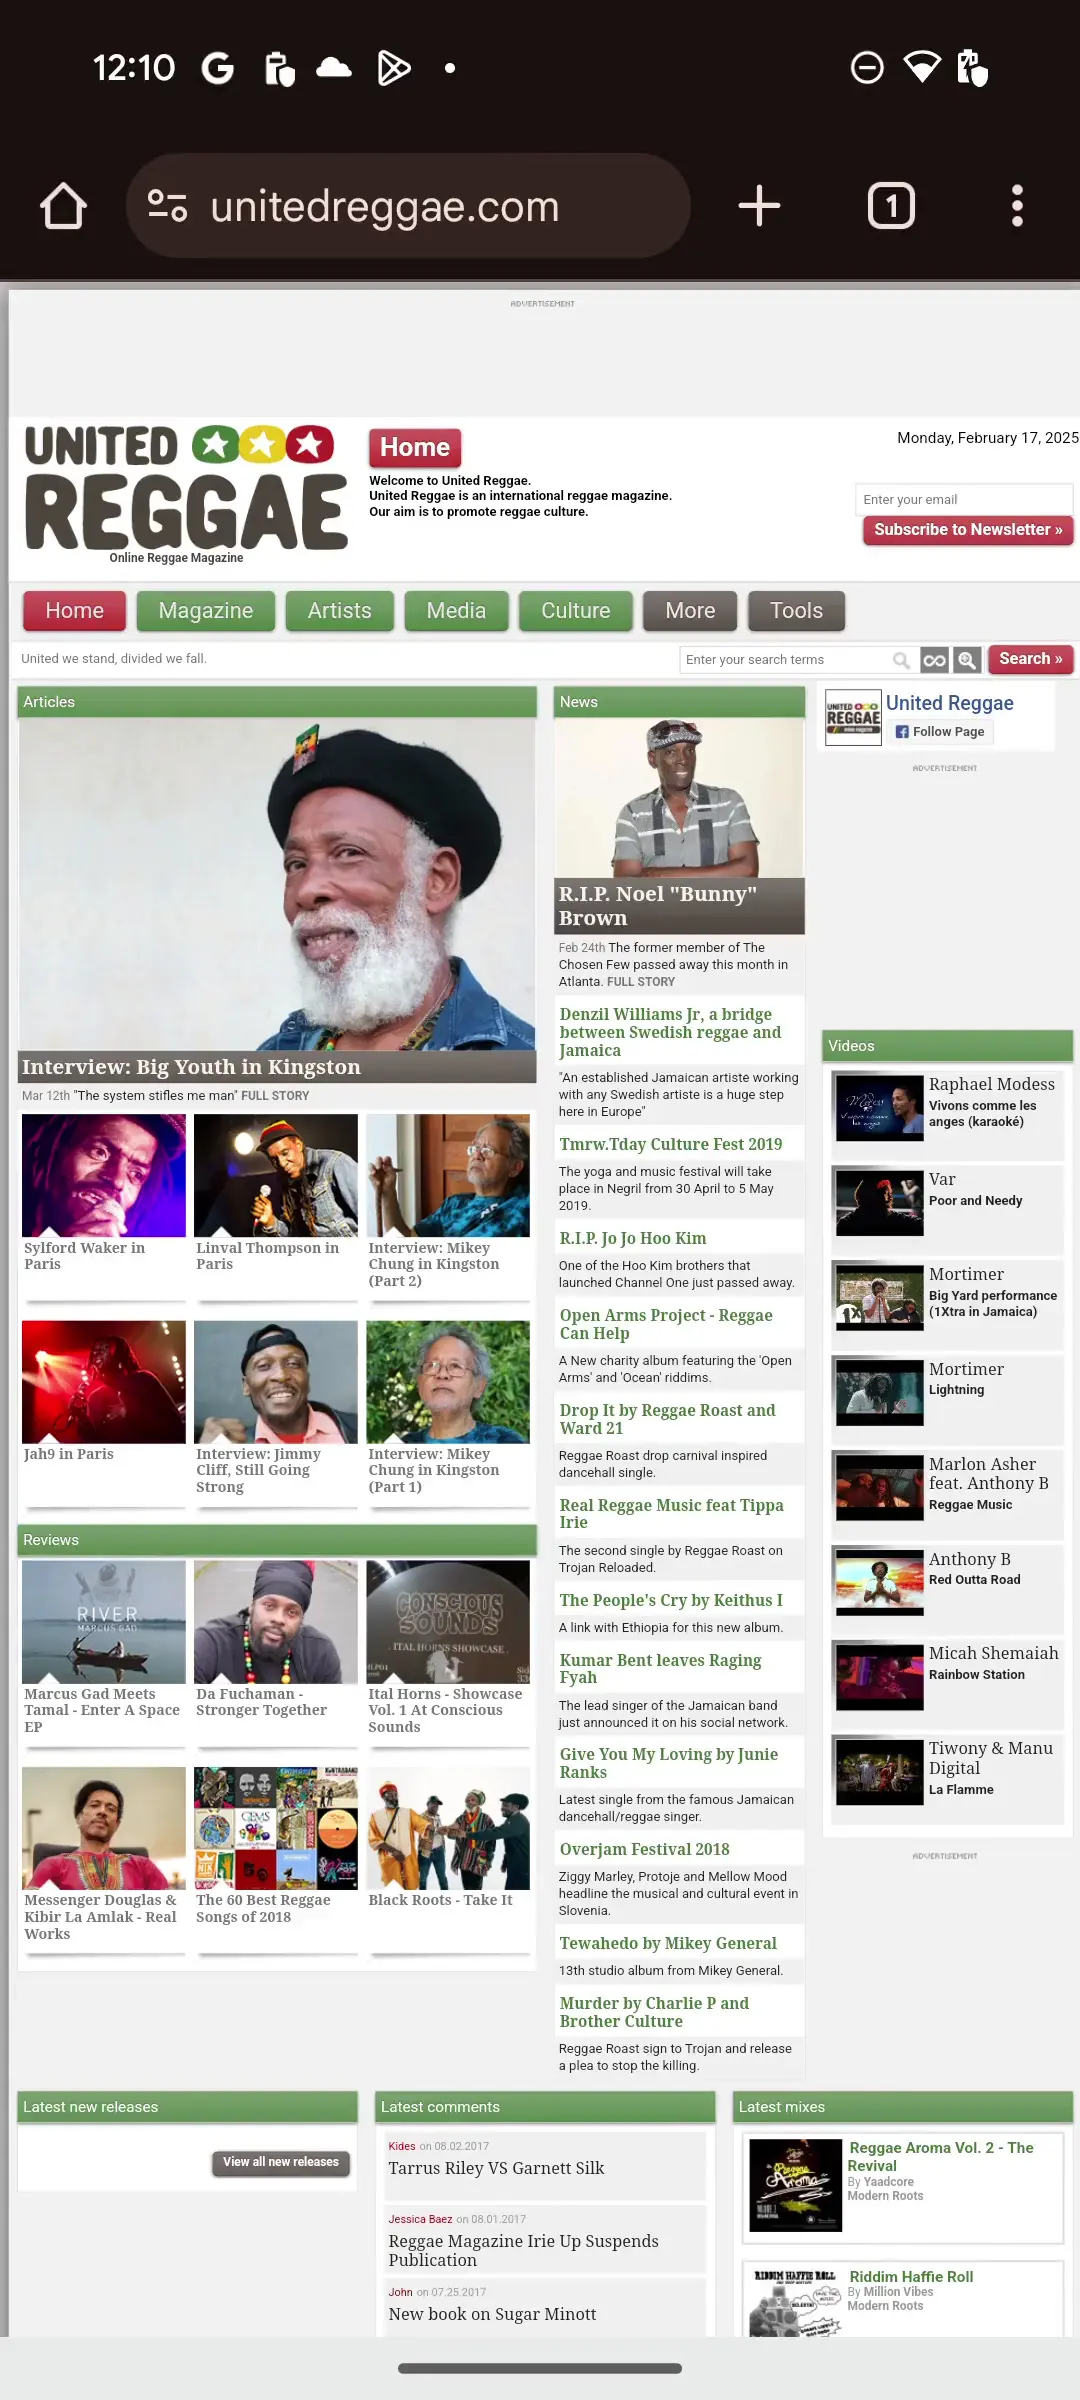 12:10
unitedreggae.com
1
ADVERTISEMENT
UNITED
REGGAE
Online Reggae Magazine
Home
Welcome to United Reggae.
United Reggae is an international reggae magazine.
Our aim is to promote reggae culture.
Monday, February 17, 2025
Enter your email
Subscribe to Newsletter »
Home
Magazine
Artists
Media
Culture
More
Tools
United we stand, divided we fall.
Enter your search terms
Search »
Articles
Interview: Big Youth in Kingston
Mar 12th "The system stifles me man" FULL STORY
Sylford Waker in
Paris
Linval Thompson in
Paris
Interview: Mikey
Chung in Kingston
(Part 2)
Jah9 in Paris
Interview: Jimmy
Cliff, Still Going
Strong
Interview: Mikey
Chung in Kingston
(Part 1)
Reviews
RIVER
MARCUS GAD
CONSCIOUS
SOUNDS
ITAL HORNS SHOWCASE
Marcus Gad Meets
Tamal - Enter A Space
EP
Da Fuchaman -
Stronger Together
Ital Horns - Showcase
Vol. 1 At Conscious
Sounds
Messenger Douglas &
Kibir La Amlak - Real
Works
The 60 Best Reggae
Songs of 2018
Black Roots - Take It
News
R.I.P. Noel "Bunny"
Brown
Feb 24th The former member of The
Chosen Few passed away this month in
Atlanta. FULL STORY
Denzil Williams Jr, a bridge
between Swedish reggae and
Jamaica
"An established Jamaican artiste working
with any Swedish artiste is a huge step
here in Europe"
Tmrw.Tday Culture Fest 2019
The yoga and music festival will take
place in Negril from 30 April to 5 May
2019.
R.I.P. Jo Jo Hoo Kim
One of the Hoo Kim brothers that
launched Channel One just passed away.
Open Arms Project - Reggae
Can Help
A New charity album featuring the 'Open
Arms' and 'Ocean' riddims.
Drop It by Reggae Roast and
Ward 21
Reggae Roast drop carnival inspired
dancehall single.
Real Reggae Music feat Tippa
Irie
The second single by Reggae Roast on
Trojan Reloaded.
The People's Cry by Keithus I
A link with Ethiopia for this new album.
Kumar Bent leaves Raging
Fyah
The lead singer of the Jamaican band
just announced it on his social network.
Give You My Loving by Junie
Ranks
Latest single from the famous Jamaican
dancehall/reggae singer.
Overjam Festival 2018
Ziggy Marley, Protoje and Mellow Mood
headline the musical and cultural event in
Slovenia.
Tewahedo by Mikey General
13th studio album from Mikey General.
Murder by Charlie P and
Brother Culture
Reggae Roast sign to Trojan and release
a plea to stop the killing.
UNITED
REGGAE
United Reggae
Follow Page
ADVERTISEMENT
Videos
Raphael Modess
Vivons comme les
anges (karaoké)
Var
Poor and Needy
Mortimer
Big Yard performance
(1Xtra in Jamaica)
Mortimer
Lightning
Marlon Asher
feat. Anthony B
Reggae Music
Anthony B
Red Outta Road
Micah Shemaiah
Rainbow Station
Tiwony & Manu
Digital
La Flamme
ADVERTISEMENT
Latest new releases
View all new releases
Latest comments
Kides on 08.02.2017
Tarrus Riley VS Garnett Silk
Jessica Baez on 08.01.2017
Reggae Magazine Irie Up Suspends
Publication
John on 07.25.2017
New book on Sugar Minott
Latest mixes
Reggae Aroma Vol. 2 - The
Revival
By Yaadcore
Modern Roots
RIDDIM HAFFIE ROLL
Riddim Haffie Roll
By Million Vibes
Modern Roots